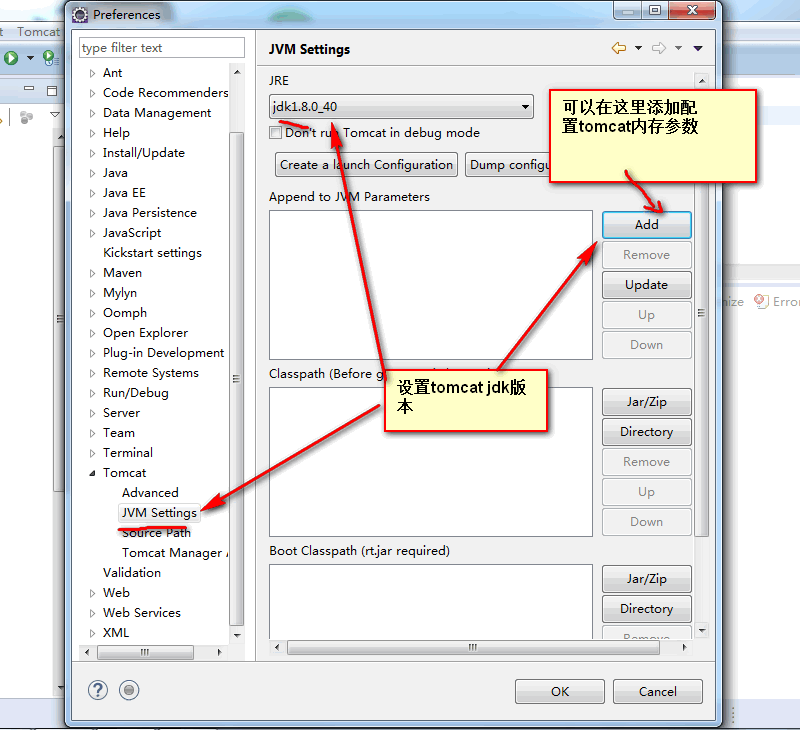 Preferences
Tomcat
type filter text
Ant
Code Recommenders
Data Management
Help
Install/Update
Java
Java EE
Java Persistence
JavaScript
Kickstart settings
Maven
Mylyn
Oomph
Open Explorer
Plug-in Development
Remote Systems
Run/Debug
Server
Team
Terminal
Tomcat
Advanced
JVM Settings
Source Path
Tomcat Manager
Validation
Web
Web Services
XML
JVM Settings
JRE
jdk1.8.0_40
Don't run Tomcat in debug mode
Create a launch Configuration
Dump configu
可以在这里添加配
置tomcat内存参数
Append to JVM Parameters
Add
Remove
Update
Up
Down
Classpath (Before g
设置tomcat jdk版
本
Jar/Zip
Directory
Remove
Up
Down
Boot Classpath (rt.jar required)
Jar/Zip
Directory
Remove
OK
Cancel
nize
Error